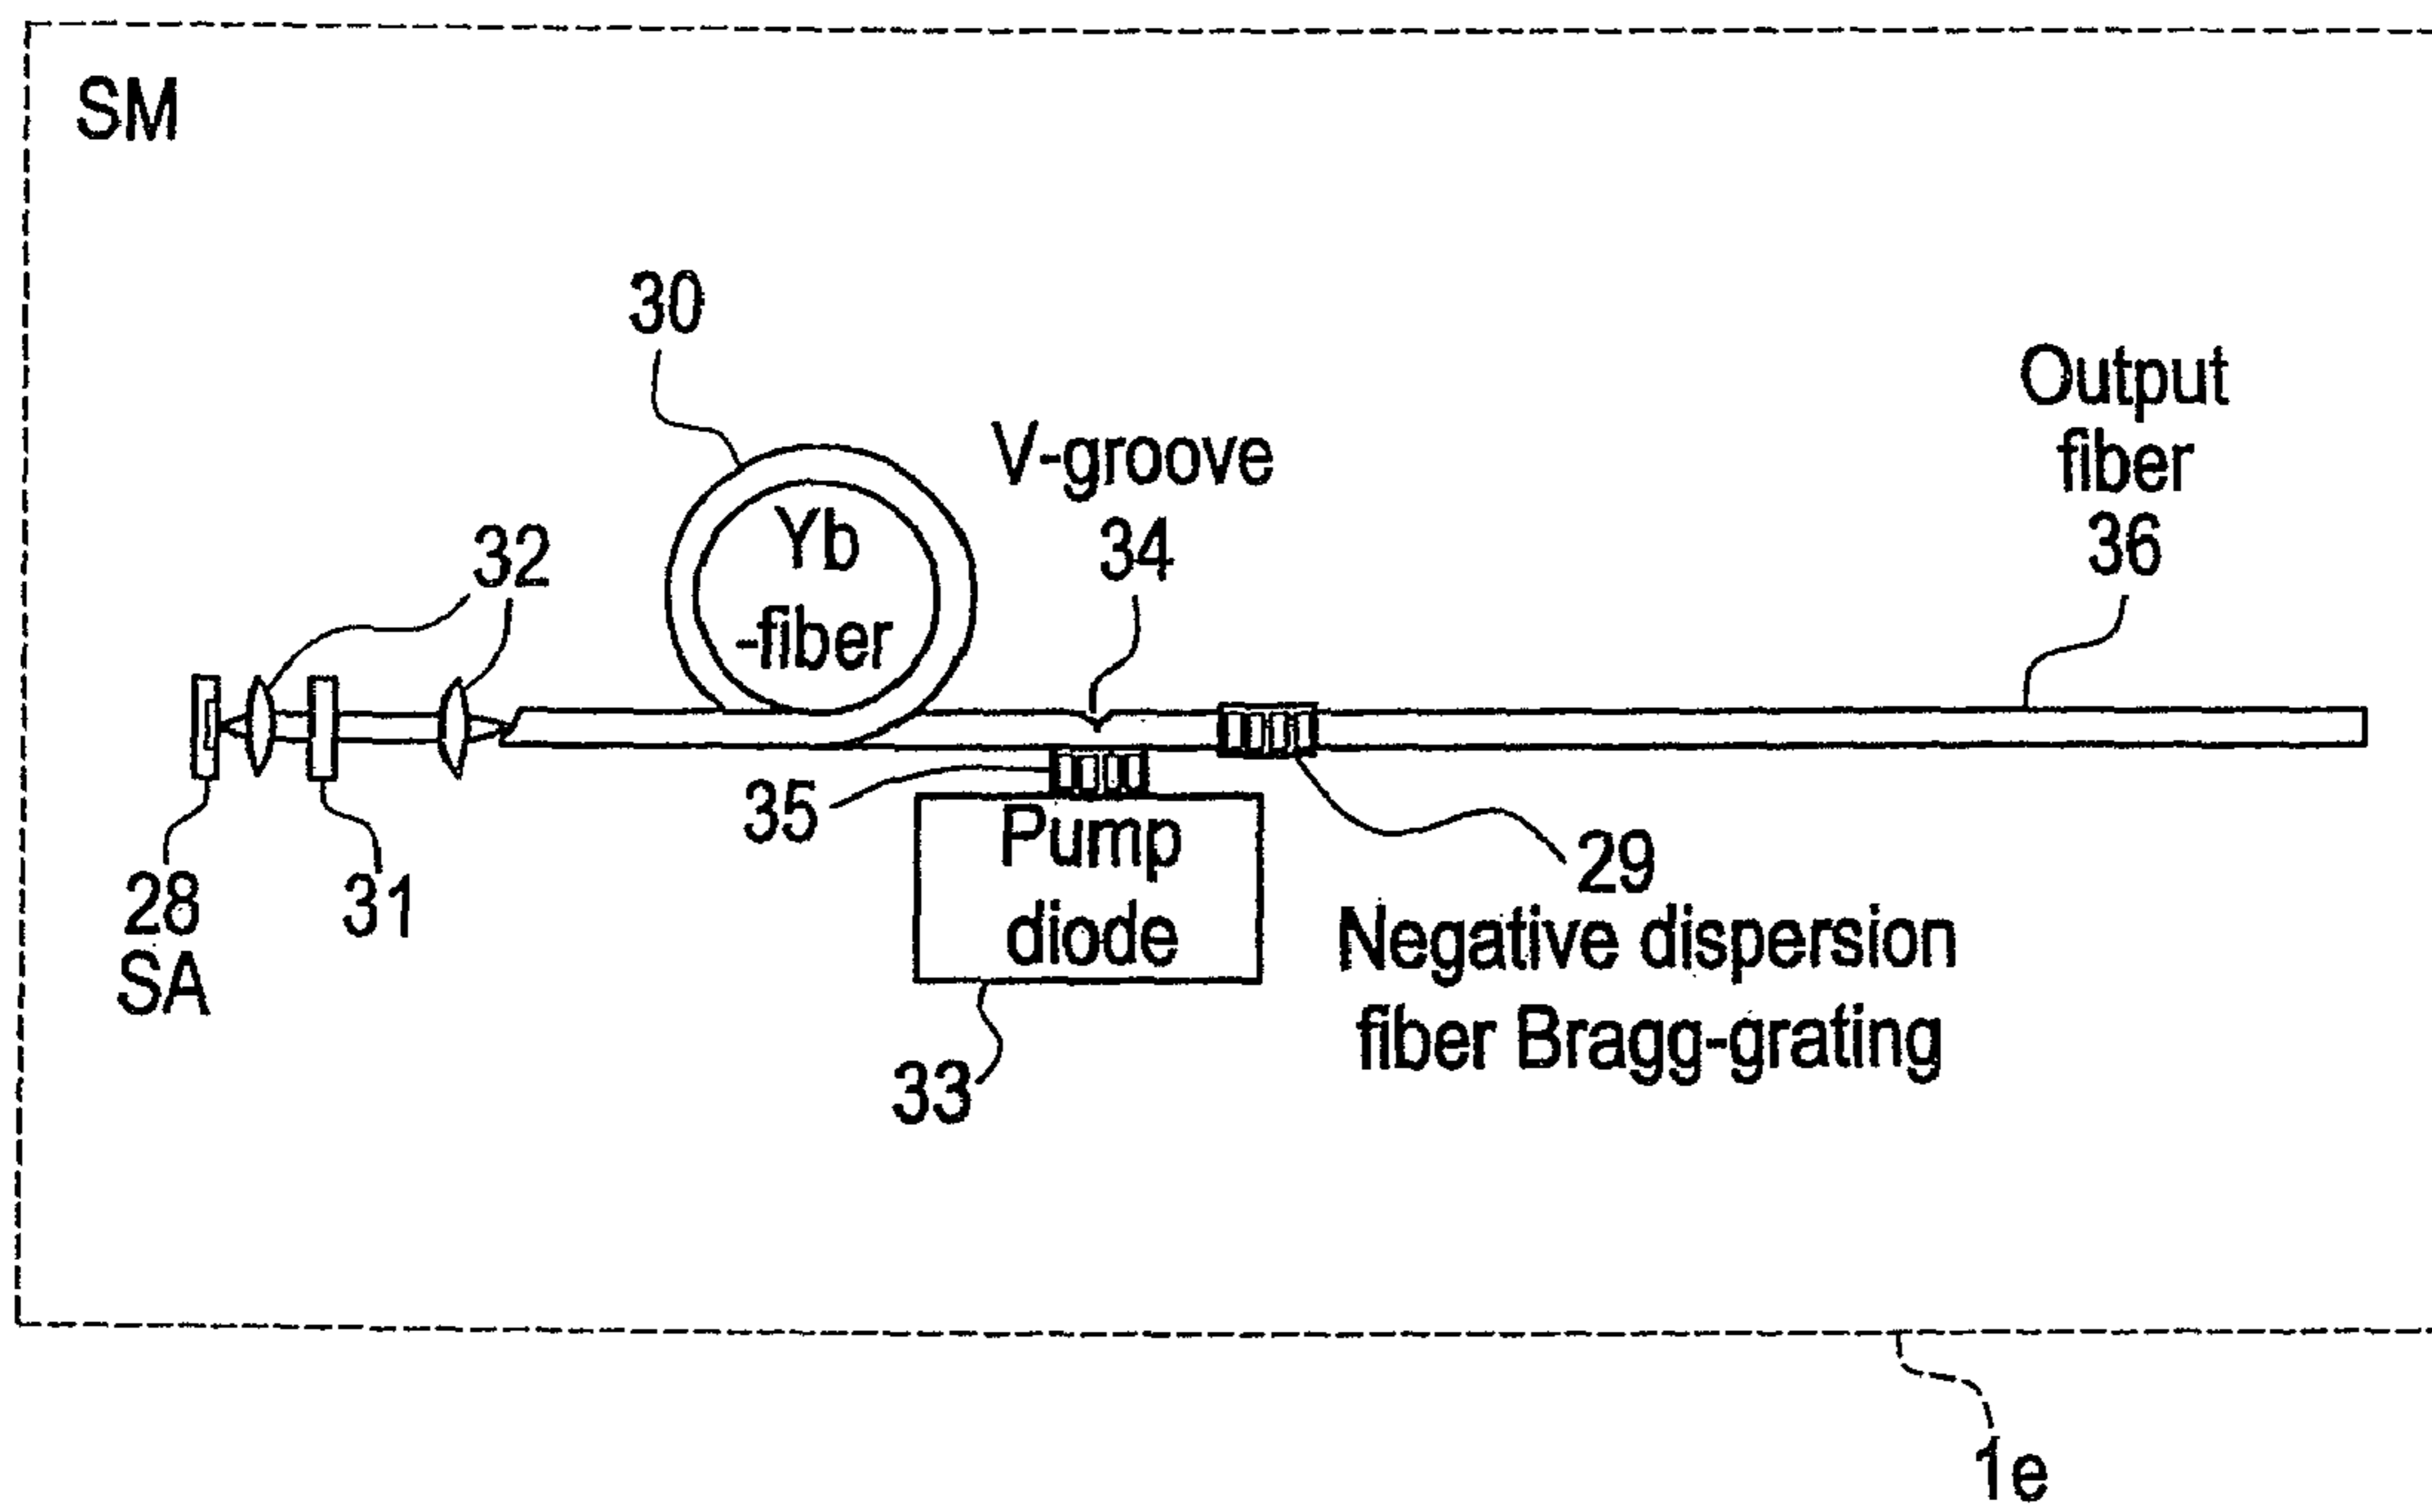 SM
30
Output
fiber
36
V-groove
34
Yb
-fiber
32
35
Pump
diode
28
SA
31
29
Negative dispersion
fiber Bragg-grating
33
1e